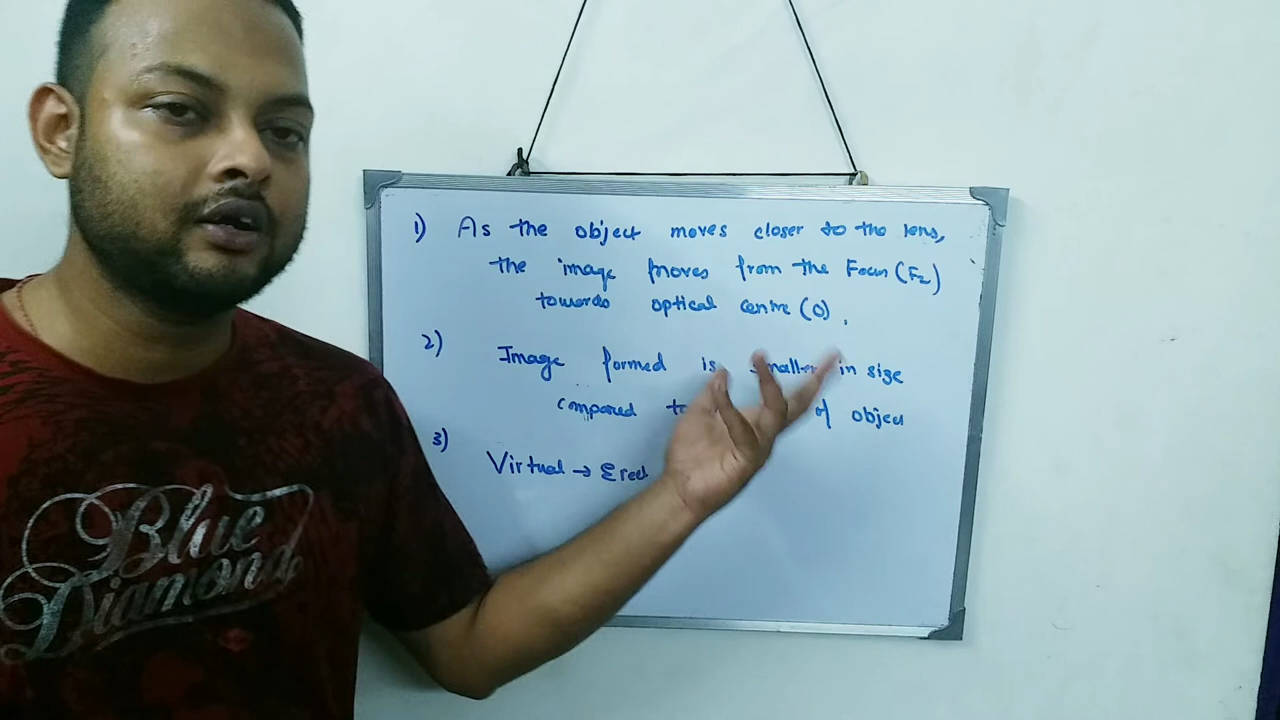 1) As the object moves closer to the lens,
the image moves from the Focus (F2)
towards optical centre (O).
2) Image formed is smaller in size
compared to of object
3) Virtual → Erect
Blue
Diamond